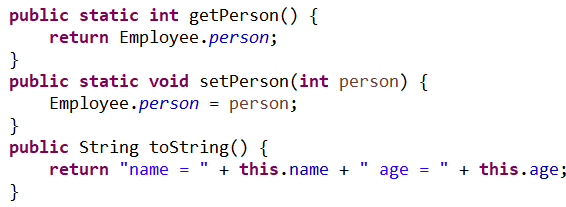 public static int getPerson() {
    return Employee.person;
}
public static void setPerson(int person) {
    Employee.person = person;
}
public String toString() {
    return "name = " + this.name + " age = " + this.age;
}